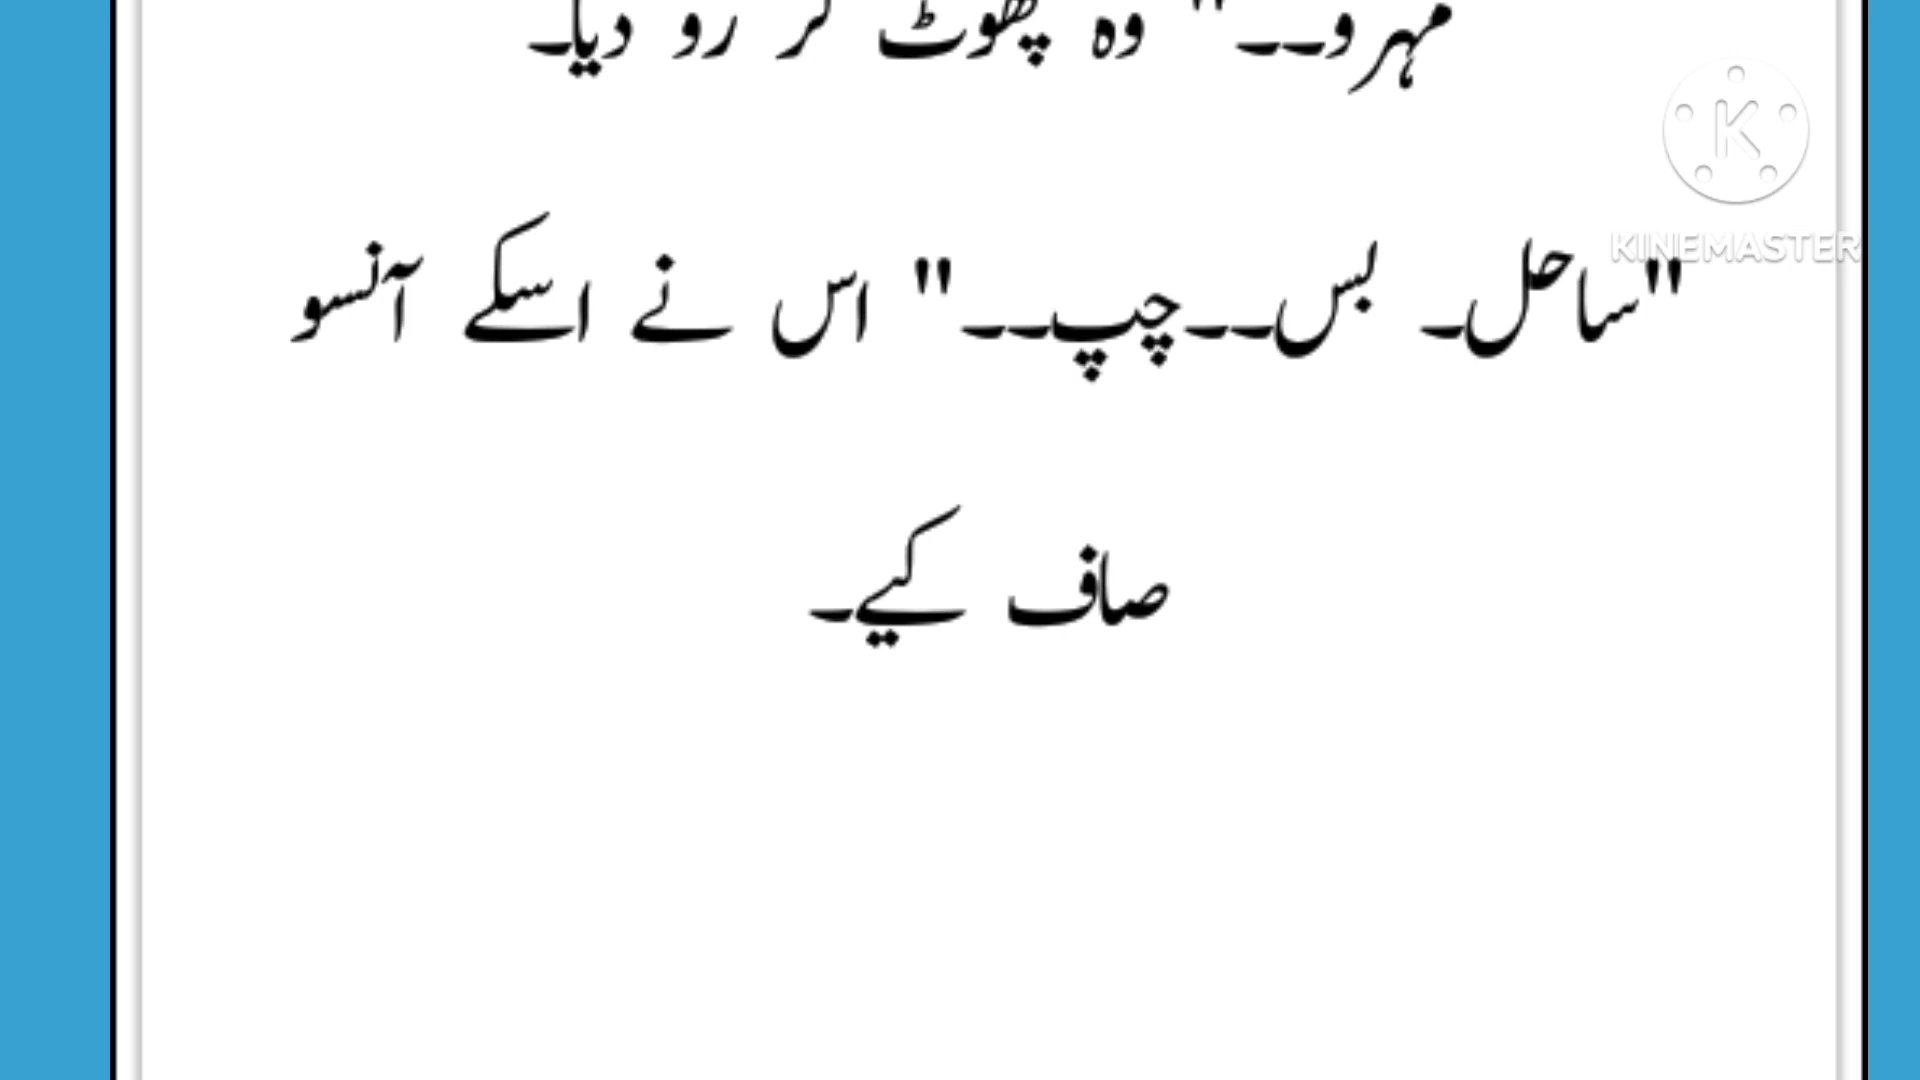 مہرو۔۔" وہ پھوٹ کر رو دیا۔
KINEMASTER
"ساحل۔ بس۔۔چپ۔۔" اس نے اسکے آنسو
صاف کیے۔